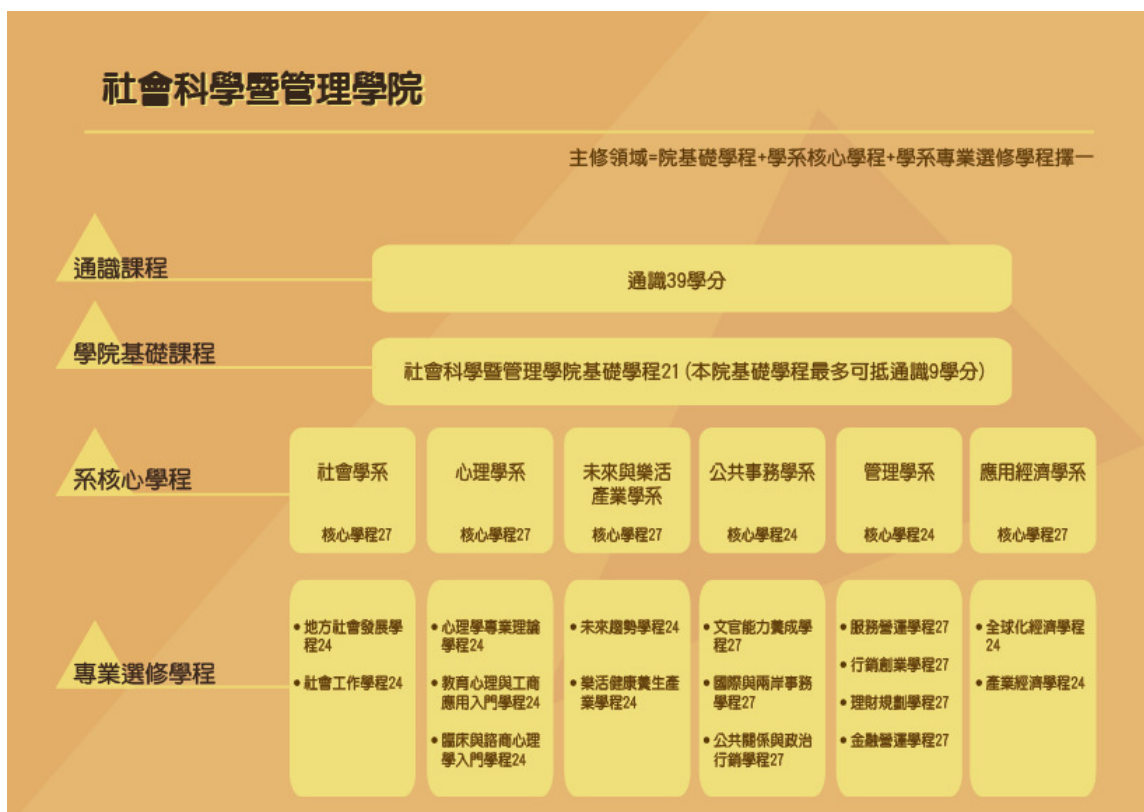 社會科學暨管理學院
主修領域=院基礎學程+學系核心學程+學系專業選修學程擇一
通識課程
通識39學分
學院基礎課程
社會科學暨管理學院基礎學程21(本院基礎學程最多可抵通識9學分)
系核心學程
社會學系
核心學程27
心理學系
核心學程27
未來與樂活
產業學系
核心學程27
公共事務學系
核心學程24
管理學系
核心學程24
應用經濟學系
核心學程27
專業選修學程
• 地方社會發展學
程24
• 社會工作學程24
• 心理學專業理論
學程24
• 教育心理與工商
應用入門學程24
• 臨床與諮商心理
學入門學程24
• 未來趨勢學程24
• 樂活健康養生產
業學程24
• 文官能力養成學
程27
• 國際與兩岸事務
學程27
• 公共關係與政治
行銷學程27
• 服務營運學程27
• 行銷創業學程27
• 理財規劃學程27
• 金融營運學程27
• 全球化經濟學程
24
• 產業經濟學程24